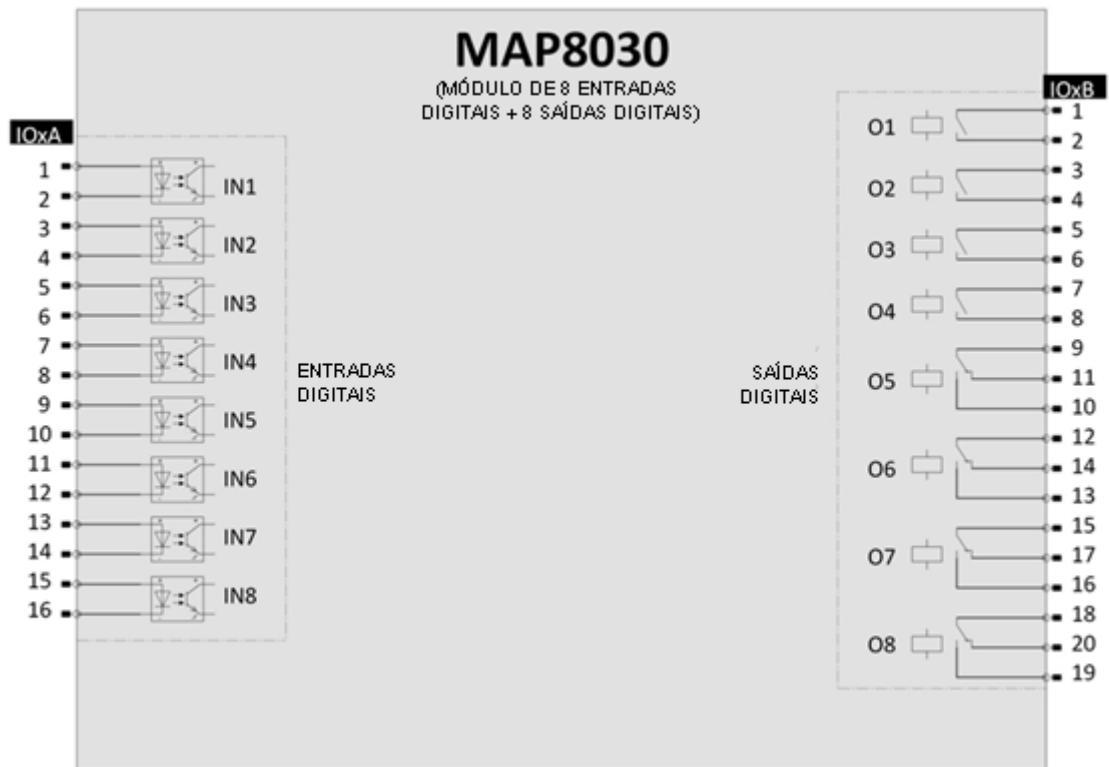 MAP8030
(MÓDULO DE 8 ENTRADAS
DIGITAIS + 8 SAÍDAS DIGITAIS)
IOxA
1
2
IN1
3
4
IN2
5
6
IN3
7
8
IN4
9
10
IN5
11
12
IN6
13
14
IN7
15
16
IN8
ENTRADAS
DIGITAIS
SAÍDAS
DIGITAIS
IOxB
O1
1
2
O2
3
4
O3
5
6
O4
7
8
O5
9
11
10
O6
12
14
13
O7
15
17
16
O8
18
20
19